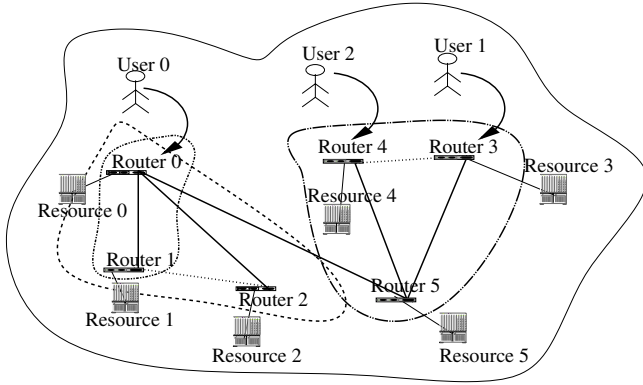 User 0
User 2
User 1
Router 0
Router 4
Router 3
Resource 3
Resource 0
Resource 4
Router 1
Router 2
Router 5
Resource 1
Resource 2
Resource 5